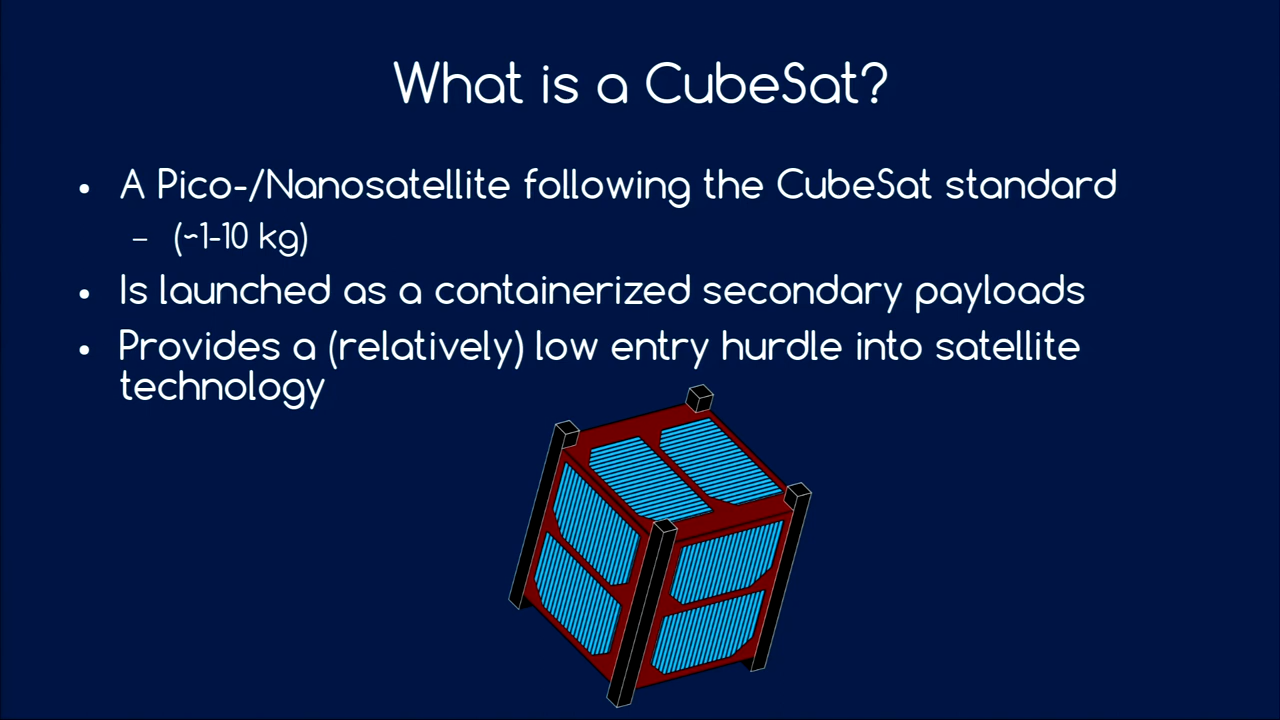 What is a CubeSat?
• A Pico-/Nanosatellite following the CubeSat standard
– (~1-10 kg)
• Is launched as a containerized secondary payloads
• Provides a (relatively) low entry hurdle into satellite
technology